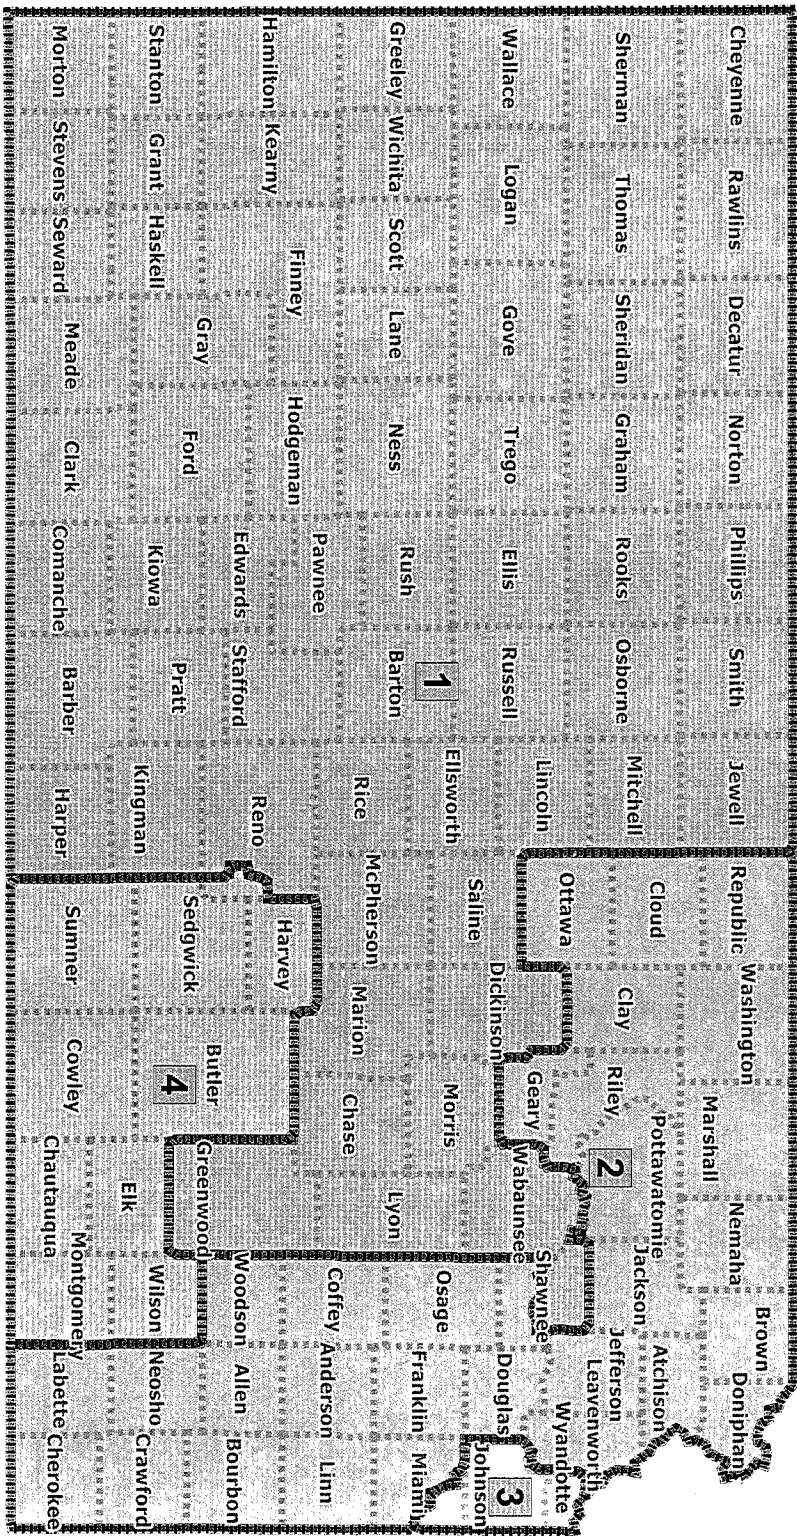 Cheyenne
Rawlins
Decatur
Norton
Phillips
Smith
Jewell
Republic
Washington
Marshall
Nemaha
Brown
Doniphan
Sherman
Thomas
Sheridan
Graham
Rooks
Osborne
Mitchell
Cloud
Clay
Riley
Pottawatomie
Jackson
Atchison
Jefferson
Leavenworth
Wyandotte
2
Wallace
Logan
Gove
Trego
Ellis
Russell
Lincoln
Ottawa
Saline
Dickinson
Geary
Wabaunsee
Shawnee
Douglas
Johnson
3
1
Greeley
Wichita
Scott
Lane
Ness
Rush
Barton
Ellsworth
Rice
McPherson
Marion
Morris
Chase
Lyon
Osage
Franklin
Miami
Hamilton
Kearny
Finney
Hodgeman
Pawnee
Edwards
Stafford
Reno
Harvey
Butler
Greenwood
Woodson
Coffey
Anderson
Linn
Allen
Bourbon
Stanton
Grant
Haskell
Gray
Ford
Kiowa
Pratt
Kingman
Sedgwick
4
Elk
Wilson
Neosho
Crawford
Morton
Stevens
Seward
Meade
Clark
Comanche
Barber
Harper
Sumner
Cowley
Chautauqua
Montgomery
Labette
Cherokee